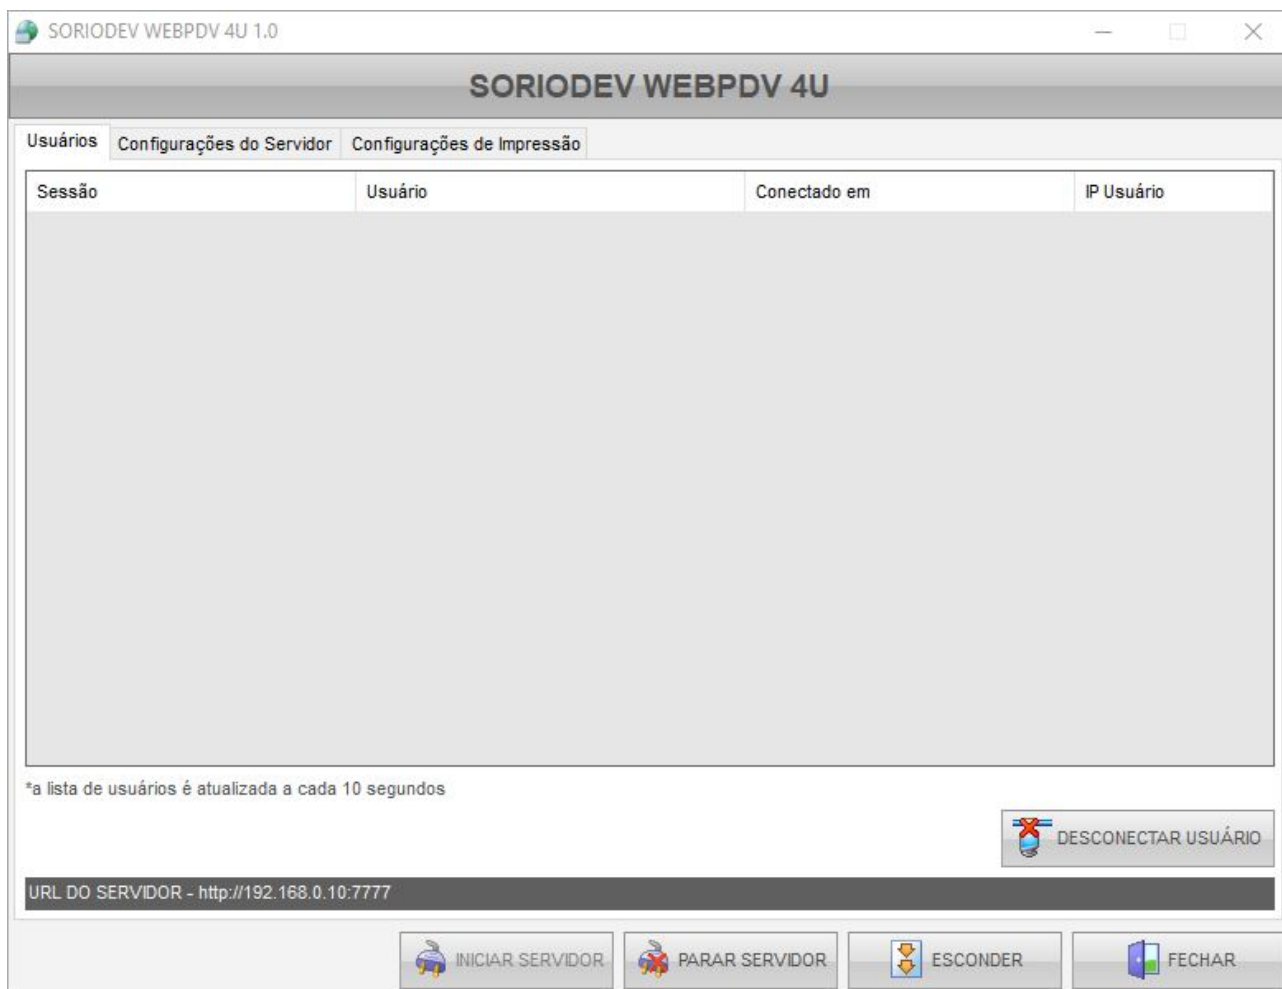 SORIODEV WEBPDV 4U 1.0
SORIODEV WEBPDV 4U
Usuários Configurações do Servidor Configurações de Impressão
Sessão Usuário Conectado em IP Usuário
*a lista de usuários é atualizada a cada 10 segundos
DESCONECTAR USUÁRIO
URL DO SERVIDOR - http://192.168.0.10:7777
INICIAR SERVIDOR PARAR SERVIDOR ESCONDER FECHAR